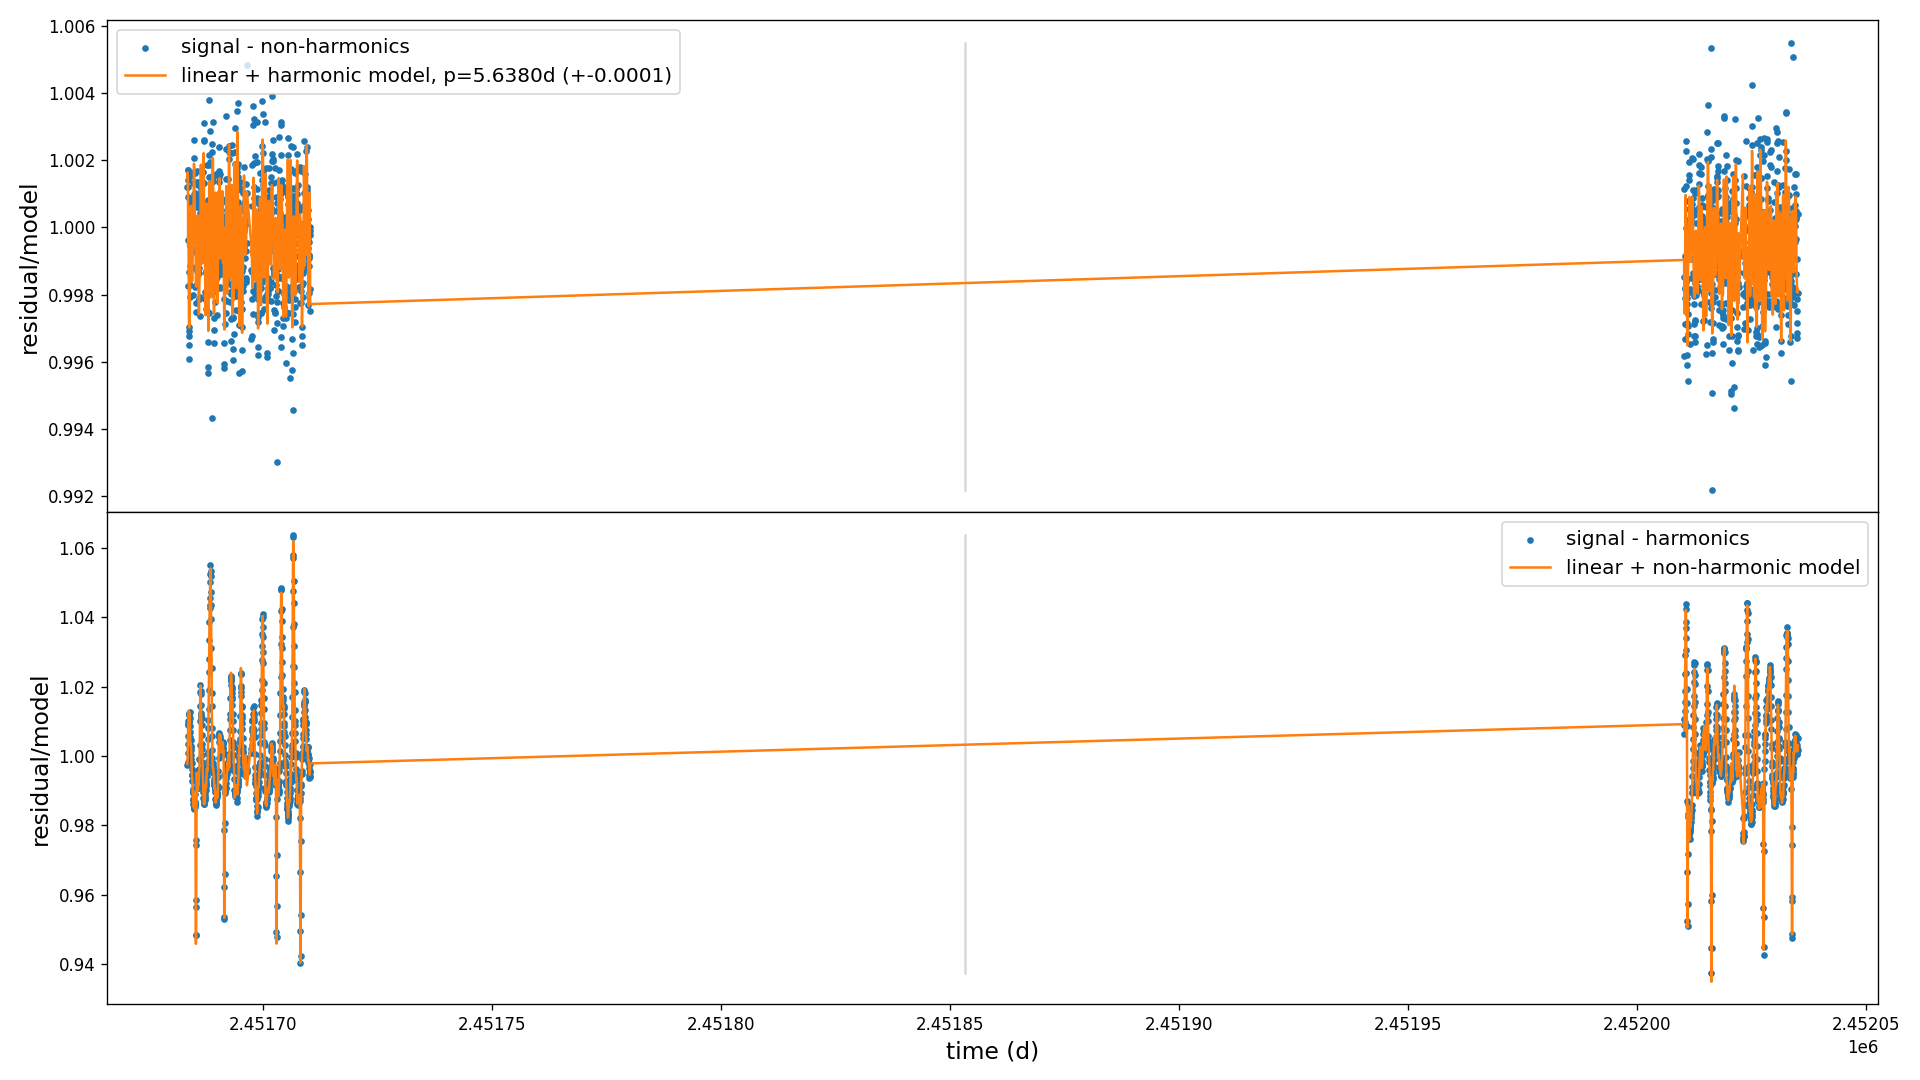 1.006
1.004
1.002
1.000
0.998
0.996
0.994
0.992
residual/model
signal - non-harmonics
linear + harmonic model, p=5.6380d (+-0.0001)
1.06
1.04
1.02
1.00
0.98
0.96
0.94
residual/model
signal - harmonics
linear + non-harmonic model
2.45170 2.45175 2.45180 2.45185 2.45190 2.45195 2.45200 2.45205
time (d)
1e6